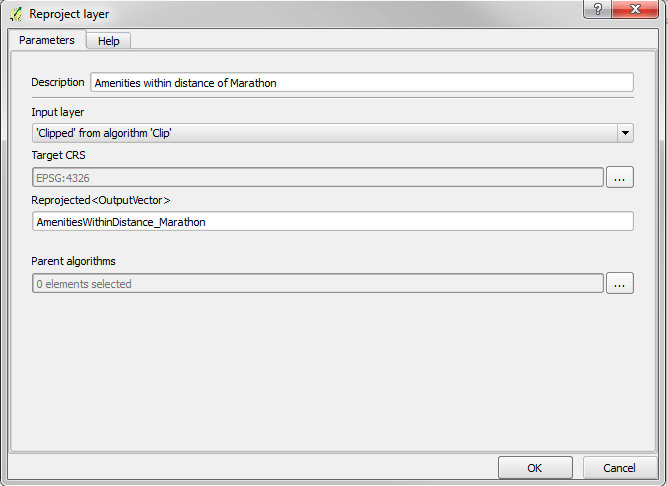 Reproject layer
Parameters
Help
Description
Amenities within distance of Marathon
Input layer
'Clipped' from algorithm 'Clip'
Target CRS
EPSG:4326
...
Reprojected<OutputVector>
AmenitiesWithinDistance_Marathon
Parent algorithms
0 elements selected
...
OK
Cancel